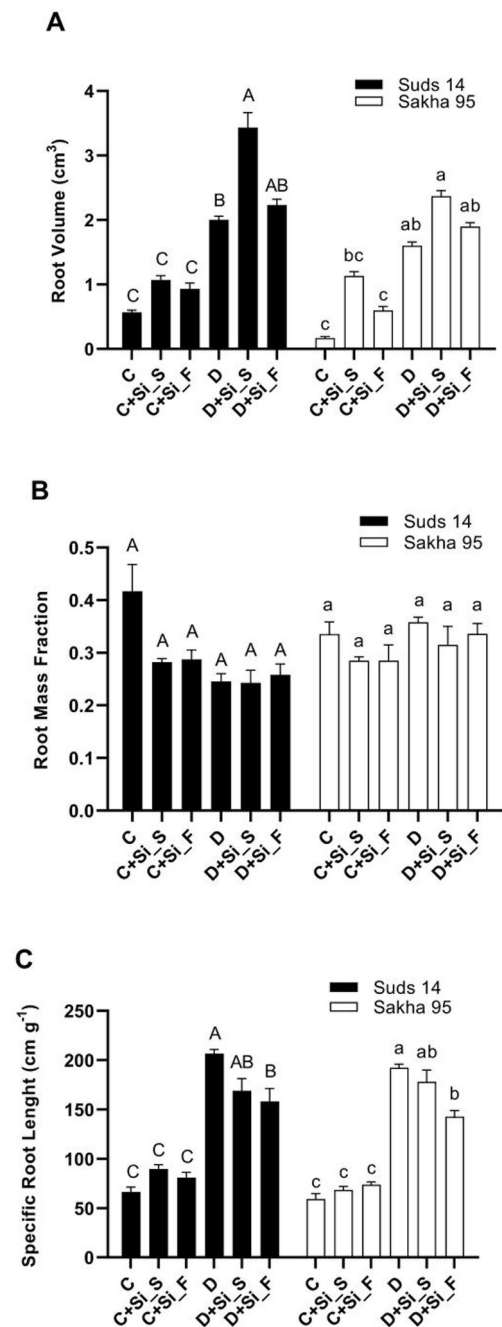 A
Suds 14
Sakha 95
Root Volume (cm³)
4
3
2
1
0
C
C
C
B
A
AB
c
bc
c
ab
a
ab
C
C+Si_S
C+Si_F
D
D+Si_S
D+Si_F
C
C+Si_S
C+Si_F
D
D+Si_S
D+Si_F
B
Suds 14
Sakha 95
Root Mass Fraction
0.5
0.4
0.3
0.2
0.1
0.0
A
A
A
A
A
A
a
a
a
a
a
a
C
C+Si_S
C+Si_F
D
D+Si_S
D+Si_F
C
C+Si_S
C+Si_F
D
D+Si_S
D+Si_F
C
Suds 14
Sakha 95
Specific Root Lenght (cm g⁻¹)
250
200
150
100
50
0
C
C
C
A
AB
B
c
c
c
a
ab
b
C
C+Si_S
C+Si_F
D
D+Si_S
D+Si_F
C
C+Si_S
C+Si_F
D
D+Si_S
D+Si_F